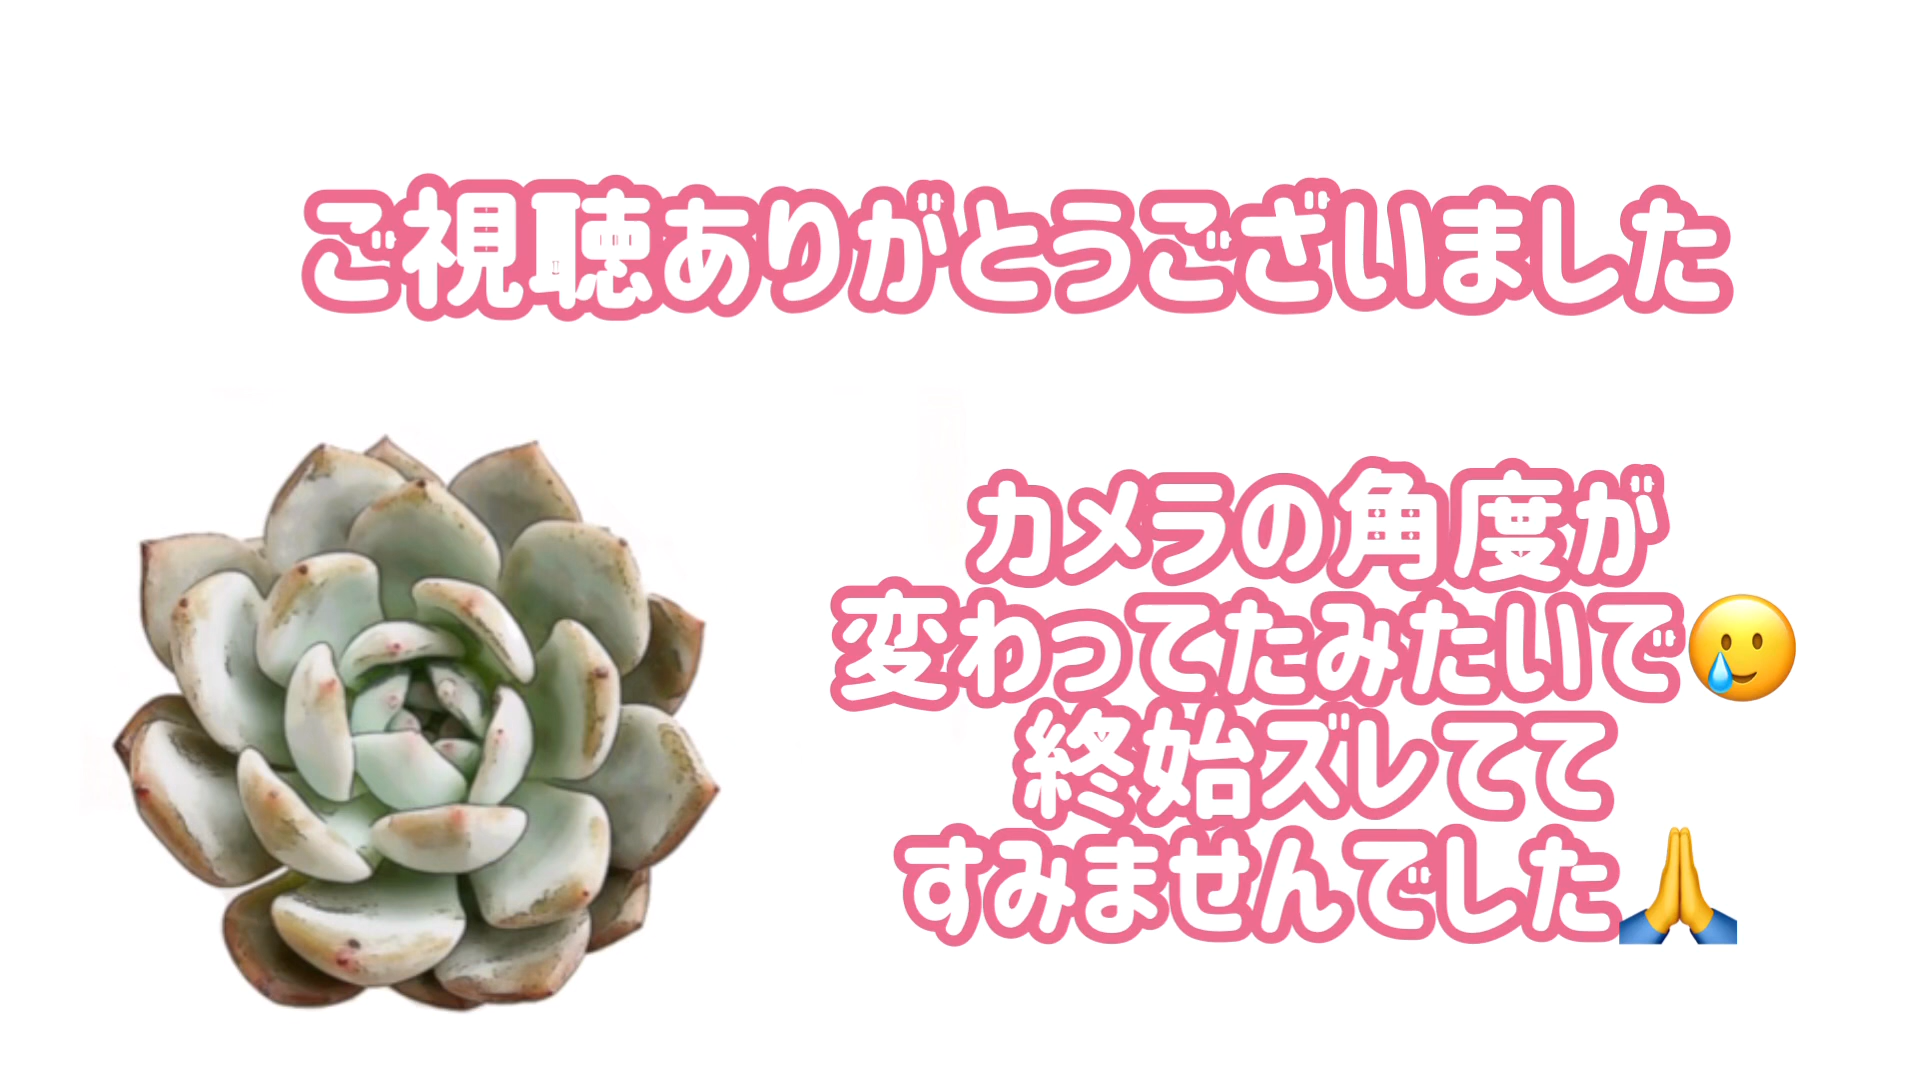 ご視聴ありがとうございました
カメラの角度が
変わってたみたいで🥲
終始ズレてて
すみませんでした🙏